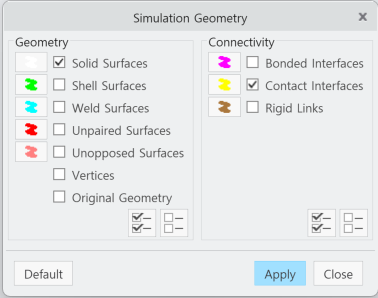 Simulation Geometry
x
Geometry
Solid Surfaces
Shell Surfaces
Weld Surfaces
Unpaired Surfaces
Unopposed Surfaces
Vertices
Original Geometry
Connectivity
Bonded Interfaces
Contact Interfaces
Rigid Links
Default
Apply
Close